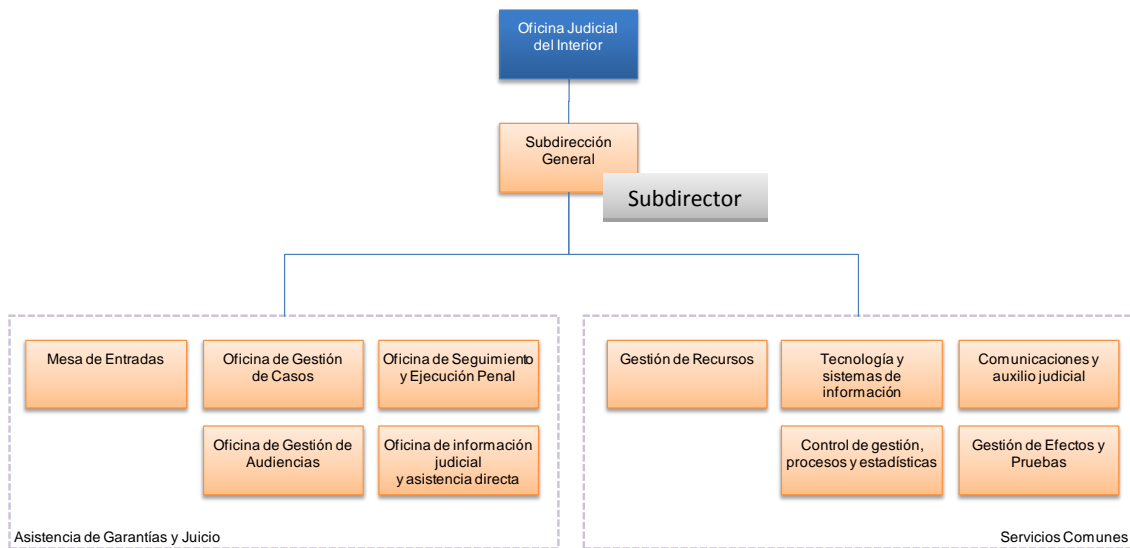 Oficina Judicial
del Interior
Subdirección
General
Subdirector
Mesa de Entradas
Oficina de Gestión
de Casos
Oficina de Seguimiento
y Ejecución Penal
Oficina de Gestión de
Audiencias
Oficina de información
judicial
y asistencia directa
Asistencia de Garantías y Juicio
Gestión de Recursos
Tecnología y
sistemas de
información
Comunicaciones y
auxilio judicial
Control de gestión,
procesos y estadísticas
Gestión de Efectos y
Pruebas
Servicios Comunes